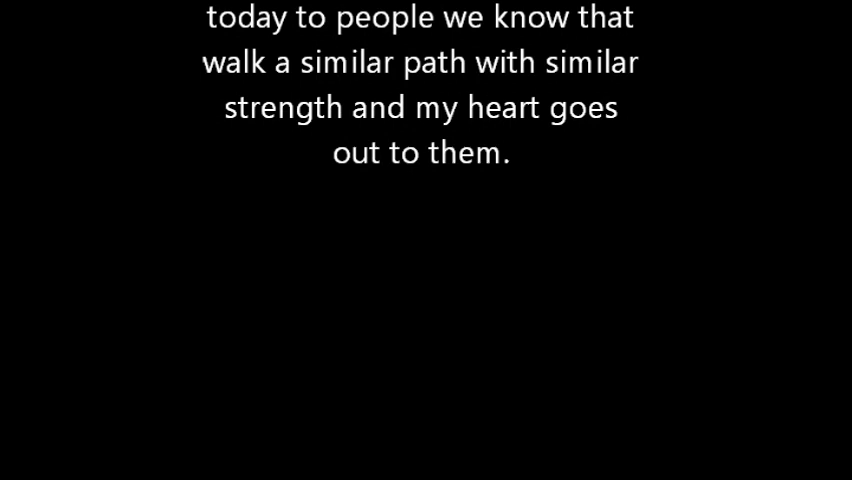 today to people we know that
walk a similar path with similar
strength and my heart goes
out to them.